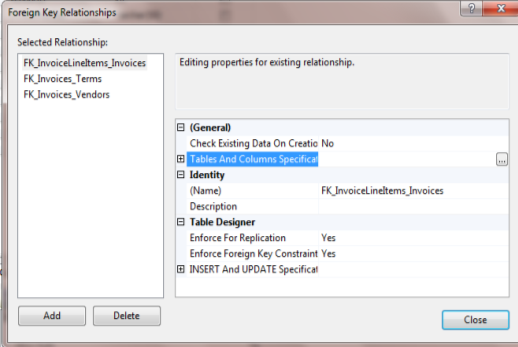 Foreign Key Relationships
Selected Relationship:
FK_InvoiceLineItems_Invoices
FK_Invoices_Terms
FK_Invoices_Vendors
Editing properties for existing relationship.
(General)
Check Existing Data On Creatio No
Tables And Columns Specificat ...
Identity
(Name) FK_InvoiceLineItems_Invoices
Description
Table Designer
Enforce For Replication Yes
Enforce Foreign Key Constraint Yes
INSERT And UPDATE Specificat
Add Delete
Close